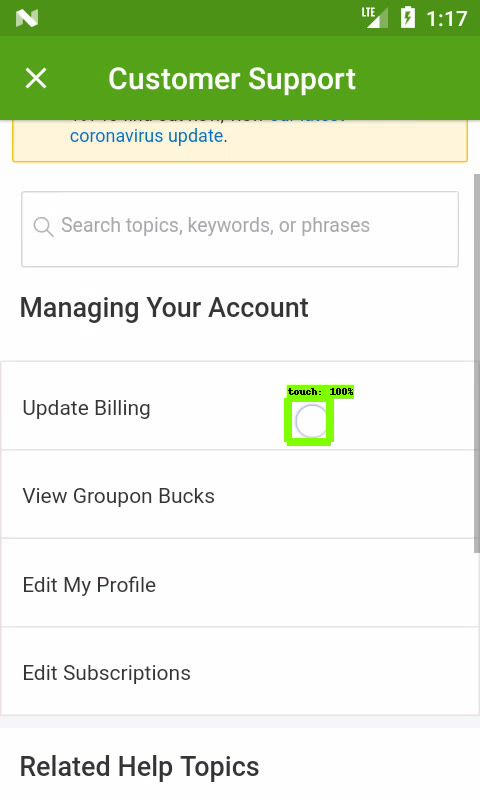 LTE 1:17
Customer Support
coronavirus update.
Search topics, keywords, or phrases
Managing Your Account
touch: 100%
Update Billing
View Groupon Bucks
Edit My Profile
Edit Subscriptions
Related Help Topics